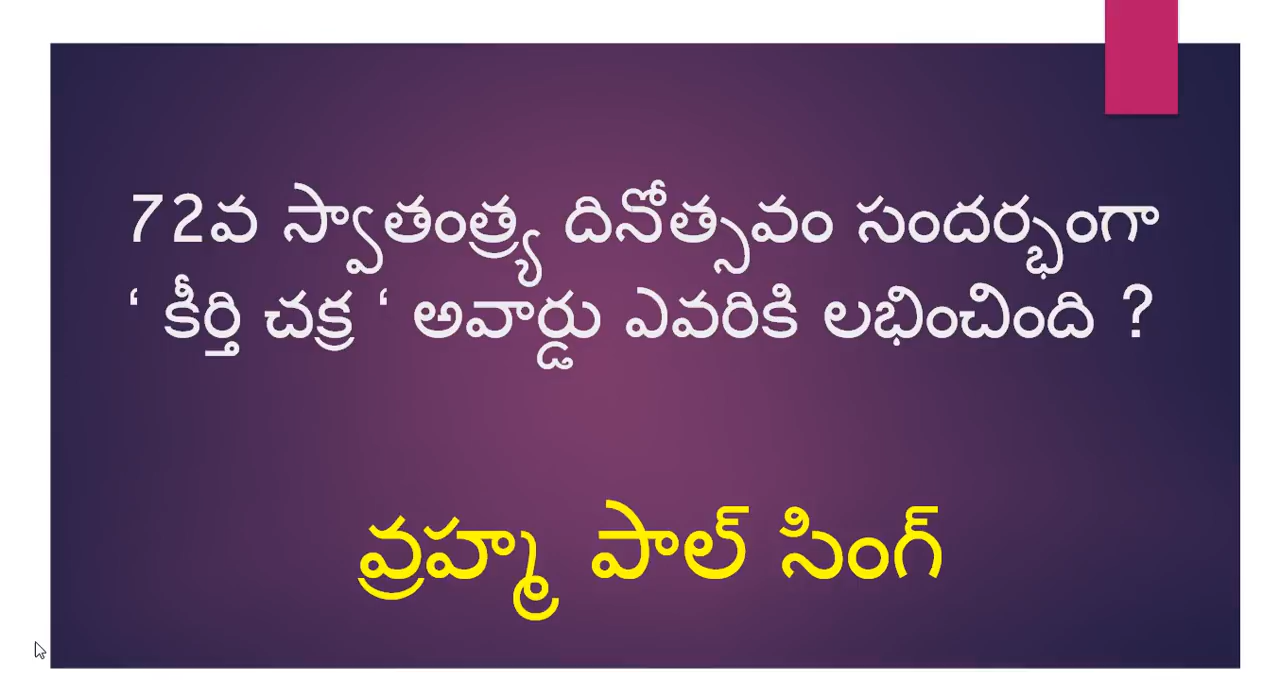 72వ స్వాతంత్ర్య దినోత్సవం సందర్భంగా
‘ కీర్తి చక్ర ‘ అవార్డు ఎవరికి లభించింది ?
వ్రహ్మ పాల్ సింగ్